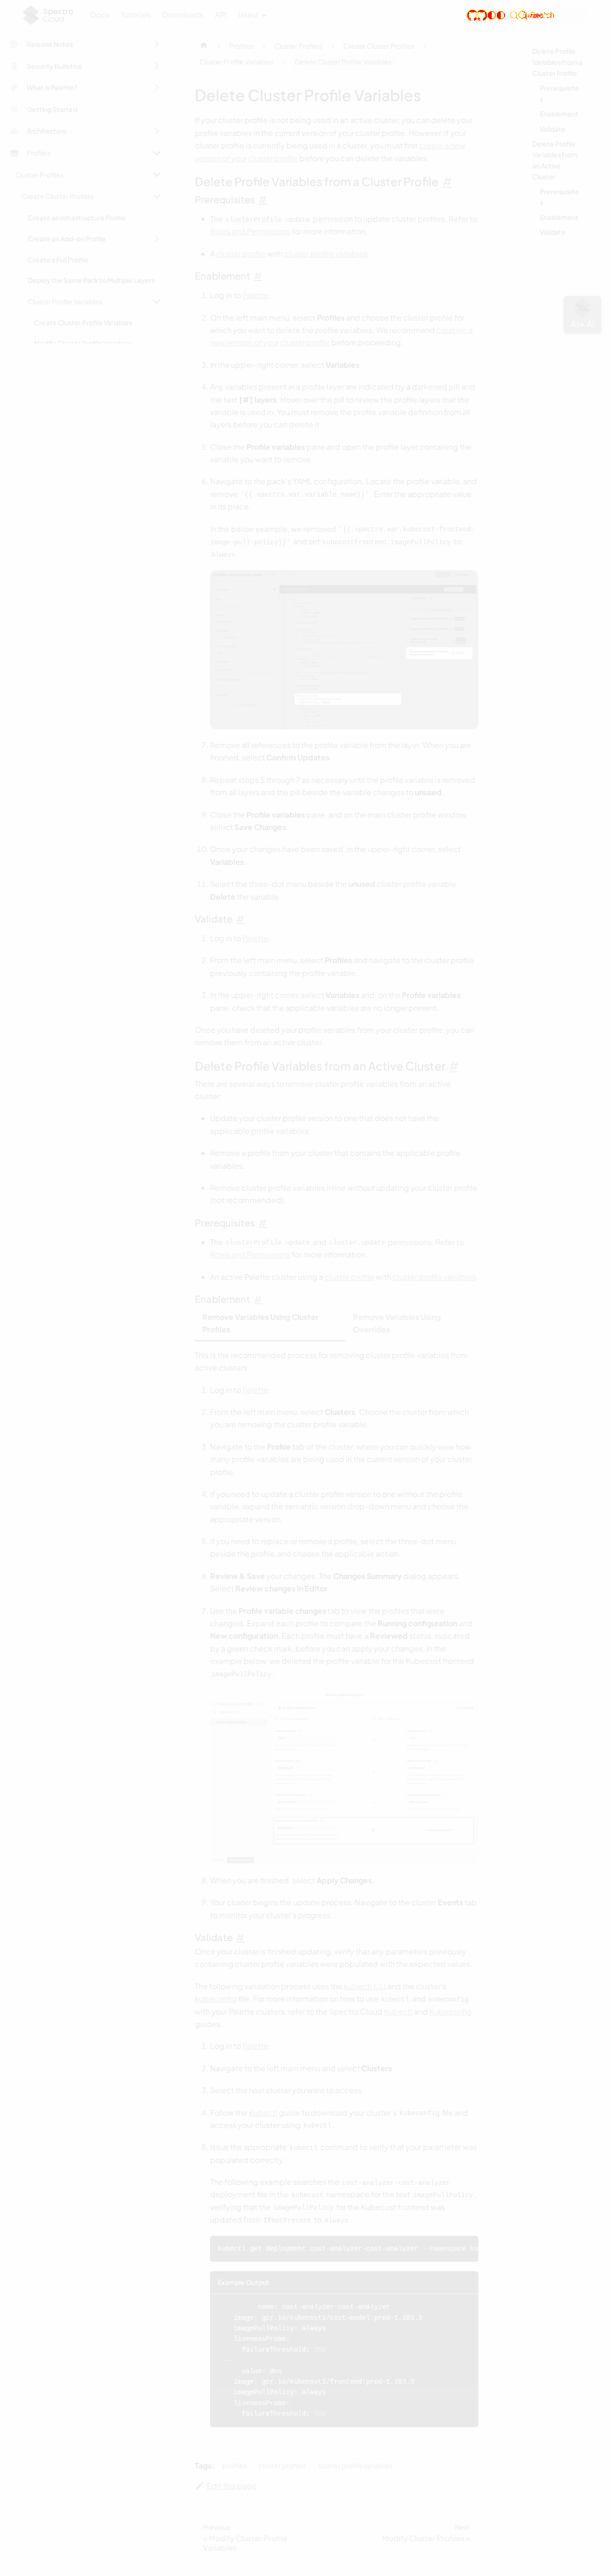 Spectro
Cloud
Docs
Tutorials
Downloads
API
Release Notes
Security Bulletins
What is Palette?
Getting Started
Architecture
Profiles
Cluster Profiles
Create Cluster Profiles
Create an Infrastructure Profile
Create an Add-on Profile
Create a Full Profile
Deploy the Same Pack to Multiple Layers
Cluster Profile Variables
Create Cluster Profile Variables
Profiles
Cluster Profiles
Create Cluster Profiles
Cluster Profile Variables
Delete Cluster Profile Variables
Delete Cluster Profile Variables
If your cluster profile is not being used in an active cluster, you can delete your
profile variables in the current version of your cluster profile. However, if your
cluster profile is currently being used in a cluster, you must first create a new
version of your cluster profile before you can delete the variables.
Delete Profile Variables from a Cluster Profile #
Prerequisites #
The clusterProfile.update permission to update cluster profiles. Refer to
Roles and Permissions for more information.
A cluster profile with cluster profile variables.
Enablement #
1. Log in to Palette.
2. On the left main menu, select Profiles and choose the cluster profile for
which you want to delete the profile variables. We recommend creating a
new version of your cluster profile before proceeding.
3. In the upper-right corner, select Variables.
4. Any variables present in a profile layer are indicated by a darkened pill and
the text [#] layers. Hover over the pill to review the profile layers that the
variable is used in. You must remove the profile variable definition from all
layers before you can delete it.
5. Close the Profile variables pane and open the profile layer containing the
variable you want to remove.
6. Navigate to the pack's YAML configuration. Locate the profile variable, and
remove '{{.spectro.var.variable_name}}'. Enter the appropriate value
in its place.
In the below example, we removed '{{.spectro.var.kubecost-frontend-
image-pull-policy}}' and set kubecostFrontend.imagePullPolicy to
Always.
7. Remove all references to the profile variable from the layer. When you are
finished, select Confirm Updates.
8. Repeat steps 5 through 7 as necessary until the profile variable is removed
from all layers and the pill beside the variable changes to unused.
9. Close the Profile variables pane, and on the main cluster profile window,
select Save Changes.
10. Once your changes have been saved, in the upper-right corner, select
Variables.
11. Select the three-dot menu beside the unused cluster profile variable.
Delete the variable.
Validate #
1. Log in to Palette.
2. From the left main menu, select Profiles and navigate to the cluster profile
previously containing the profile variable.
3. In the upper-right corner, select Variables and, on the Profile variables
pane, check that the applicable variables are no longer present.
Once you have deleted your profile variables from your cluster profile, you can
remove them from an active cluster.
Delete Profile Variables from an Active Cluster #
There are several ways to remove cluster profile variables from an active
cluster:
Update your cluster profile version to one that does not have the
applicable profile variables.
Remove a profile from your cluster that contains the applicable profile
variables.
Remove cluster profile variables inline without updating your cluster profile
(not recommended).
Prerequisites #
The clusterProfile.update and cluster.update permissions. Refer to
Roles and Permissions for more information.
An active Palette cluster using a cluster profile with cluster profile variables.
Enablement #
Remove Variables Using Cluster
Profiles
Remove Variables Using
Overrides
This is the recommended process for removing cluster profile variables from
active clusters.
1. Log in to Palette.
2. From the left main menu, select Clusters. Choose the cluster from which
you are removing the cluster profile variable.
3. Navigate to the Profile tab of the cluster, where you can quickly view how
many profile variables are being used in the current version of your cluster
profile.
4. If you need to update a cluster profile version to one without the profile
variable, expand the semantic version drop-down menu and choose the
appropriate version.
5. If you need to replace or remove a profile, select the three-dot menu
beside the profile, and choose the applicable action.
6. Review & Save your changes. The Changes Summary dialog appears.
Select Review changes in Editor.
7. Use the Profile variable changes tab to view the profiles that were
changed. Expand each profile to compare the Running configuration and
New configuration. Each profile must have a Reviewed status, indicated
by a green check mark, before you can apply your changes. In the
example below, we deleted the profile variable for the Kubecost frontend
imagePullPolicy.
8. When you are finished, select Apply Changes.
9. Your cluster begins the update process. Navigate to the cluster Events tab
to monitor your cluster's progress.
Validate #
Once your cluster is finished updating, verify that any parameters previously
containing cluster profile variables were populated with the expected values.
The following validation process uses the kubectl CLI and the cluster's
kubeconfig file. For more information on how to use kubectl and kubeconfig
with your Palette clusters, refer to the Spectro Cloud Kubectl and Kubeconfig
guides.
1. Log in to Palette.
2. Navigate to the left main menu and select Clusters.
3. Select the host cluster you want to access.
4. Follow the Kubectl guide to download your cluster's kubeconfig file and
access your cluster using kubectl.
5. Issue the appropriate kubectl command to verify that your parameter was
populated correctly.
The following example searches the cost-analyzer-cost-analyzer
deployment file in the kubecost namespace for the text imagePullPolicy,
verifying that the imagePullPolicy for the Kubecost frontend was
updated from IfNotPresent to Always.
kubectl get deployment cost-analyzer-cost-analyzer --namespace
Example Output
name: cost-analyzer-cost-analyzer
imagePullPolicy: Always
livenessProbe:
failureThreshold: 200
imagePullPolicy: Always
livenessProbe:
failureThreshold: 200
Tags:
profiles
cluster profiles
cluster profile variables
Edit this page
Previous
« Modify Cluster Profile
Variables
Next
Modify Cluster Profiles »
Delete Profile
Variables from a
Cluster Profile
Prerequisite
s
Enablement
Validate
Delete Profile
Variables from
an Active
Cluster
Prerequisite
s
Enablement
Validate